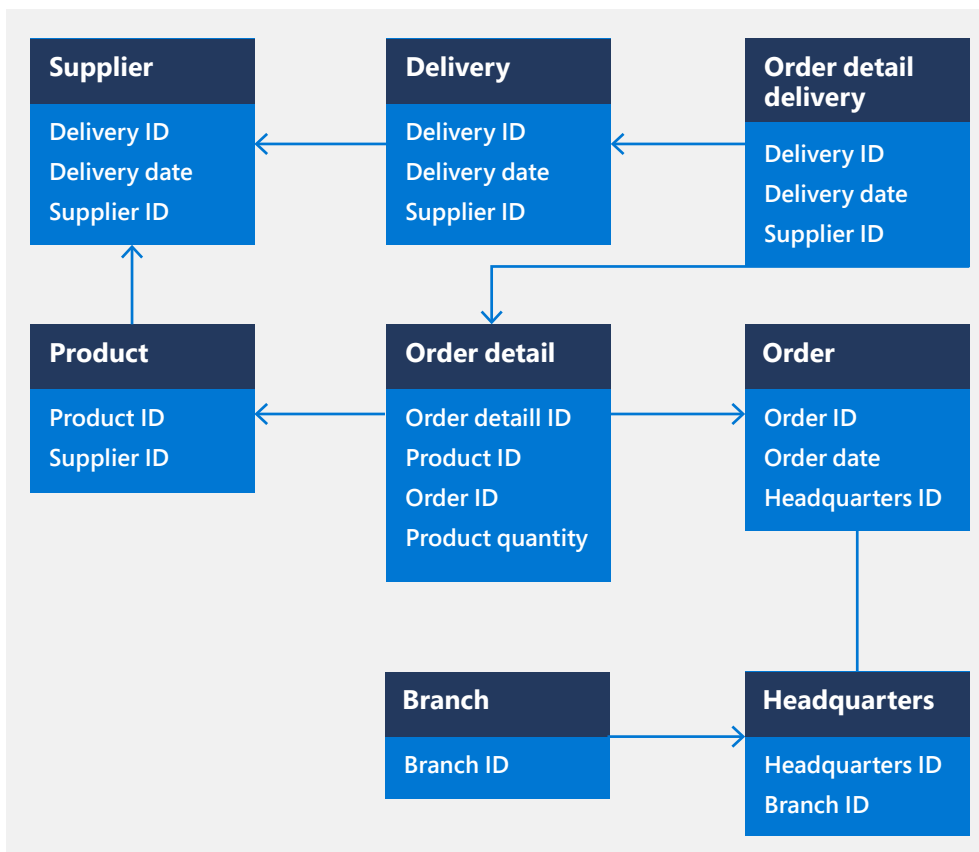 Supplier
Delivery ID
Delivery date
Supplier ID
Delivery
Delivery ID
Delivery date
Supplier ID
Order detail
delivery
Delivery ID
Delivery date
Supplier ID
Product
Product ID
Supplier ID
Order detail
Order detaill ID
Product ID
Order ID
Product quantity
Order
Order ID
Order date
Headquarters ID
Branch
Branch ID
Headquarters
Headquarters ID
Branch ID